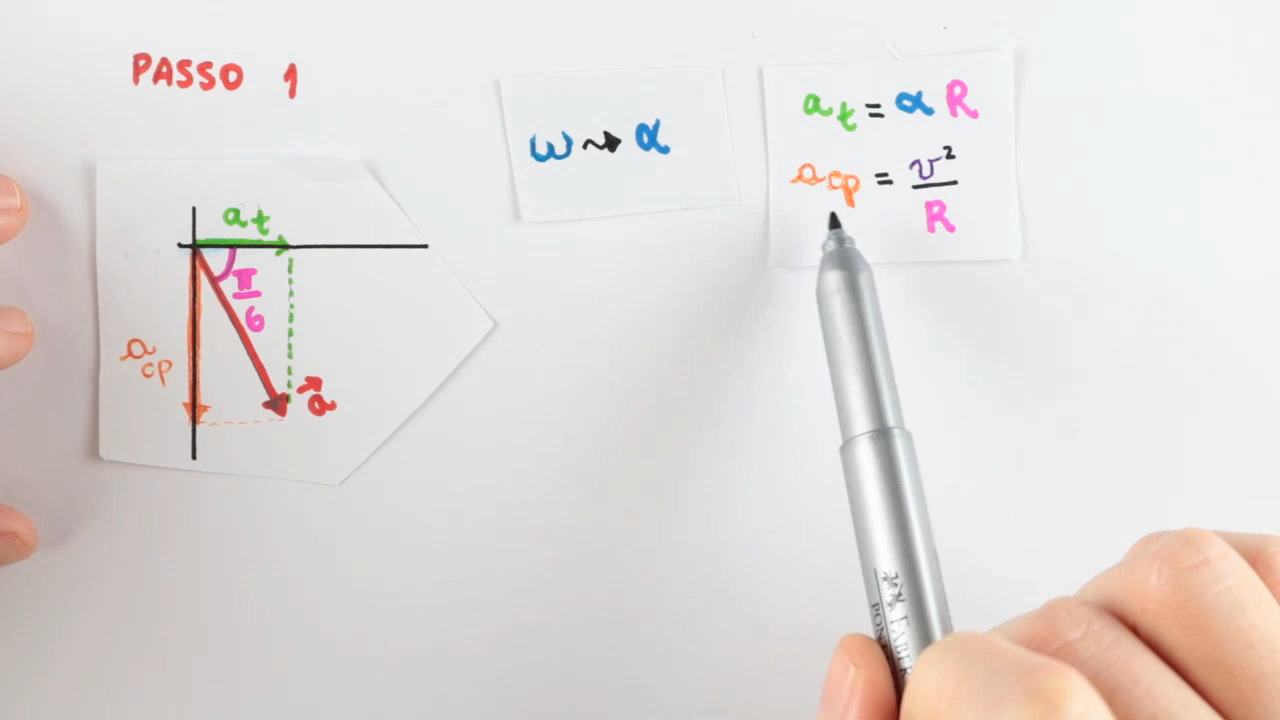 PASSO 1
ω ⇝ α
a_t = α R
a_cp = v²/R
a_t
π/6
a_cp
a⃗
FABER